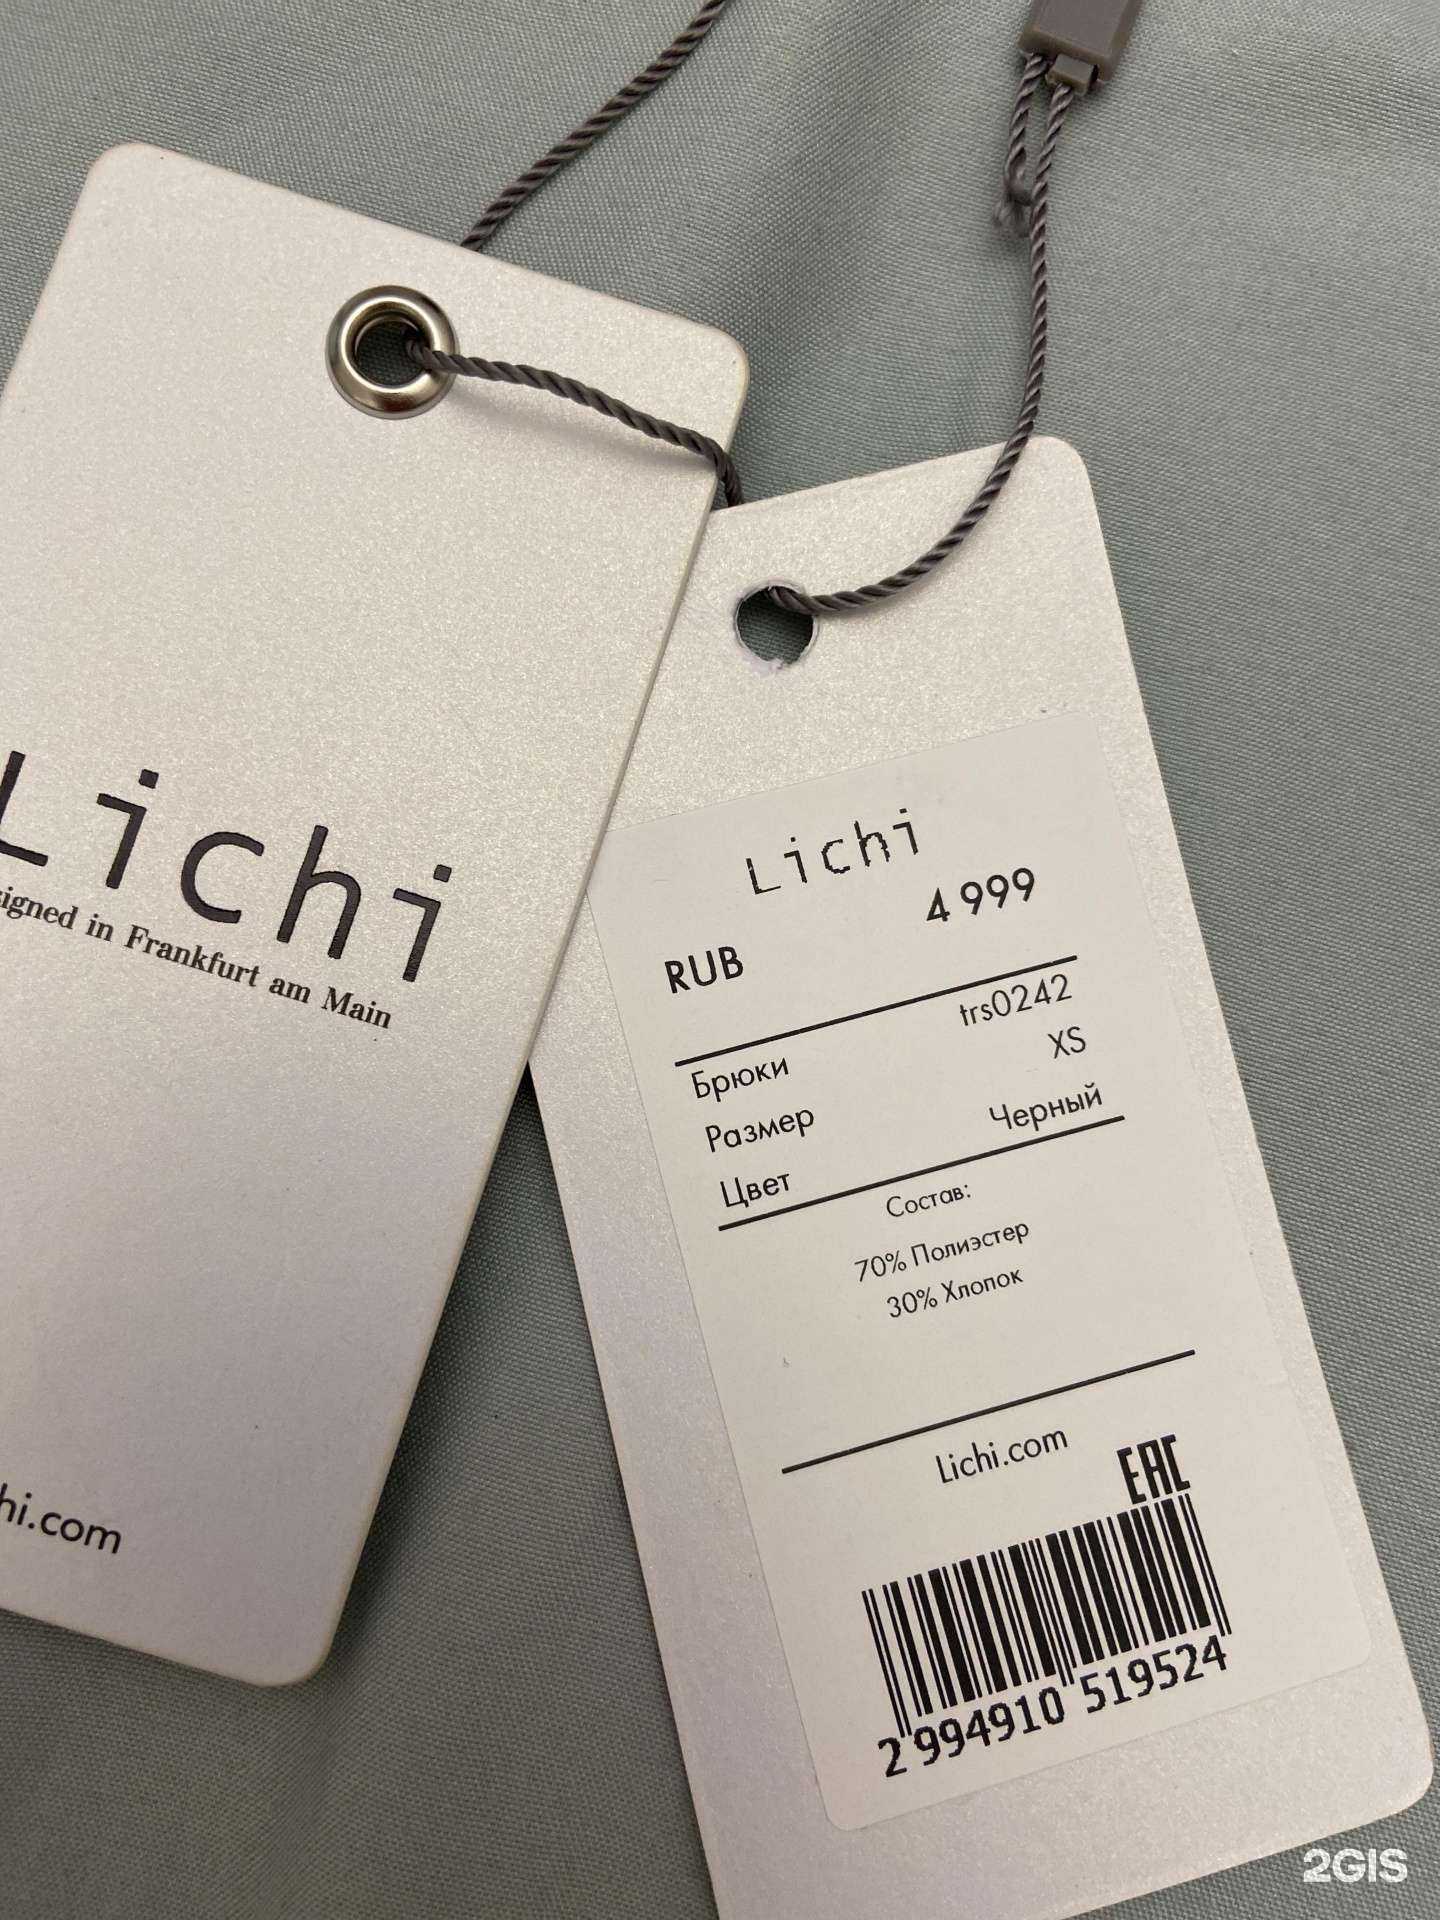 Lichi
signed in Frankfurt am Main
hi.com
Lichi
RUB 4 999
Брюки trs0242
Размер XS
Цвет Черный
Состав:
70% Полиэстер
30% Хлопок
Lichi.com
EAC
2 994910 519524
2GIS